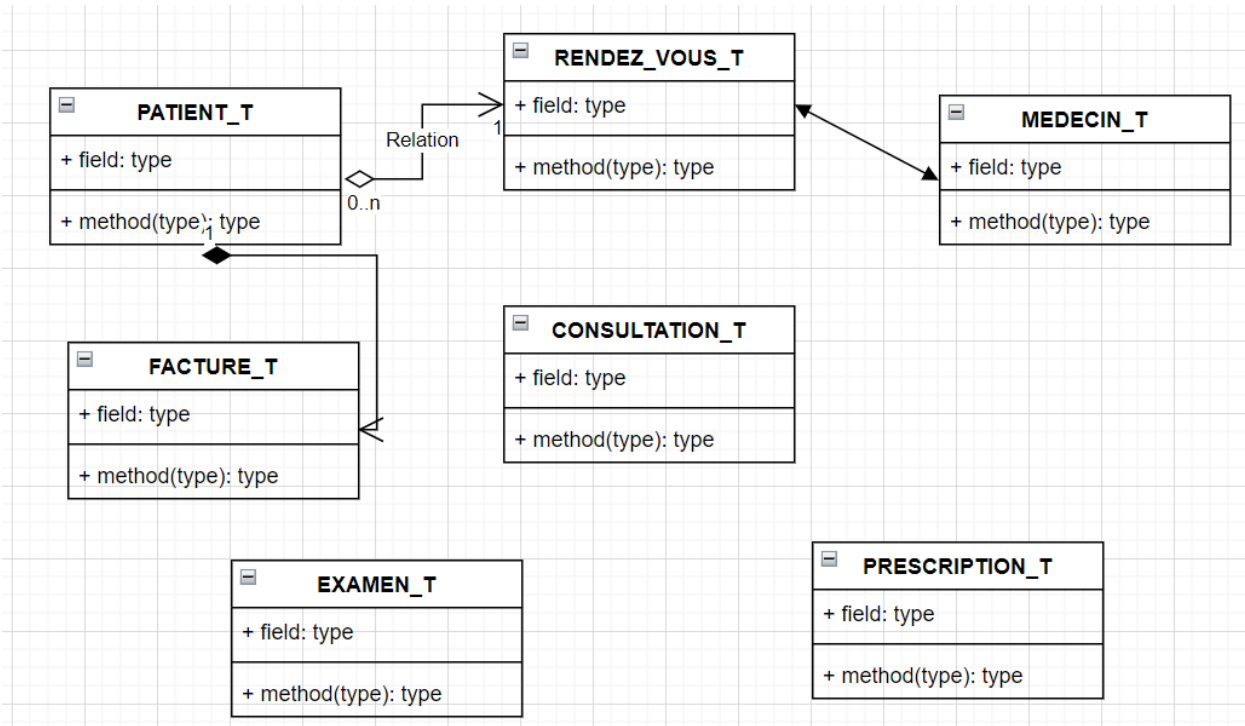 RENDEZ_VOUS_T
+ field: type
+ method(type): type
PATIENT_T
+ field: type
+ method(type): type
Relation
1
0..n
1
MEDECIN_T
+ field: type
+ method(type): type
CONSULTATION_T
+ field: type
+ method(type): type
FACTURE_T
+ field: type
+ method(type): type
EXAMEN_T
+ field: type
+ method(type): type
PRESCRIPTION_T
+ field: type
+ method(type): type